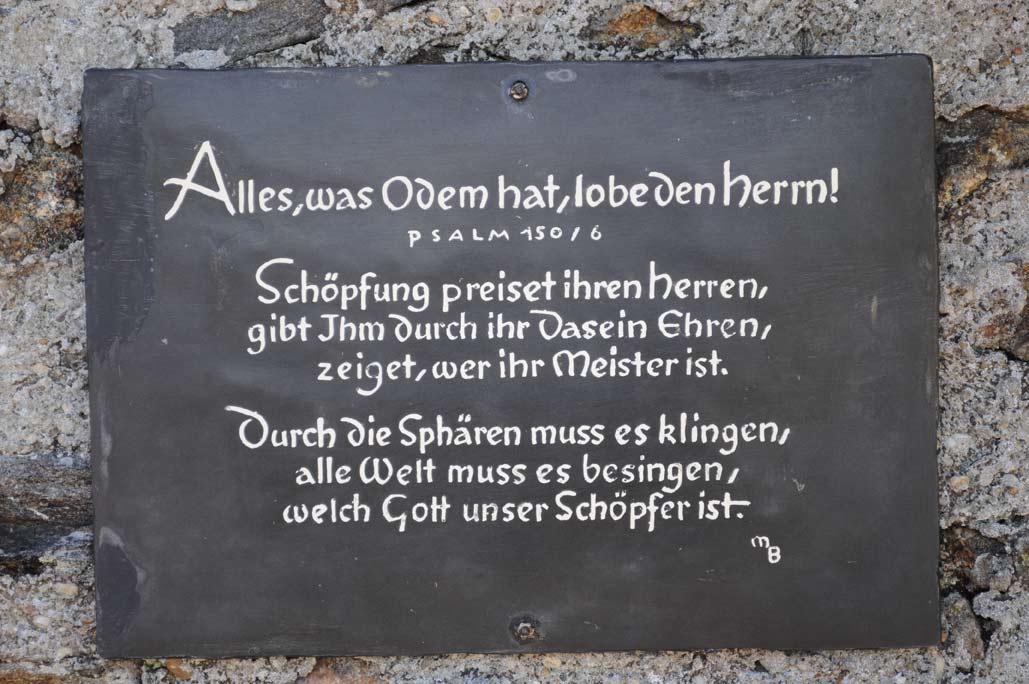 Alles, was Odem hat, lobe den Herrn!
PSALM 150/6
Schöpfung preiset ihren Herren,
gibt Jhm durch ihr Dasein Ehren,
zeiget, wer ihr Meister ist.
Durch die Sphären muss es klingen,
alle Welt muss es besingen,
welch Gott unser Schöpfer ist.
mB